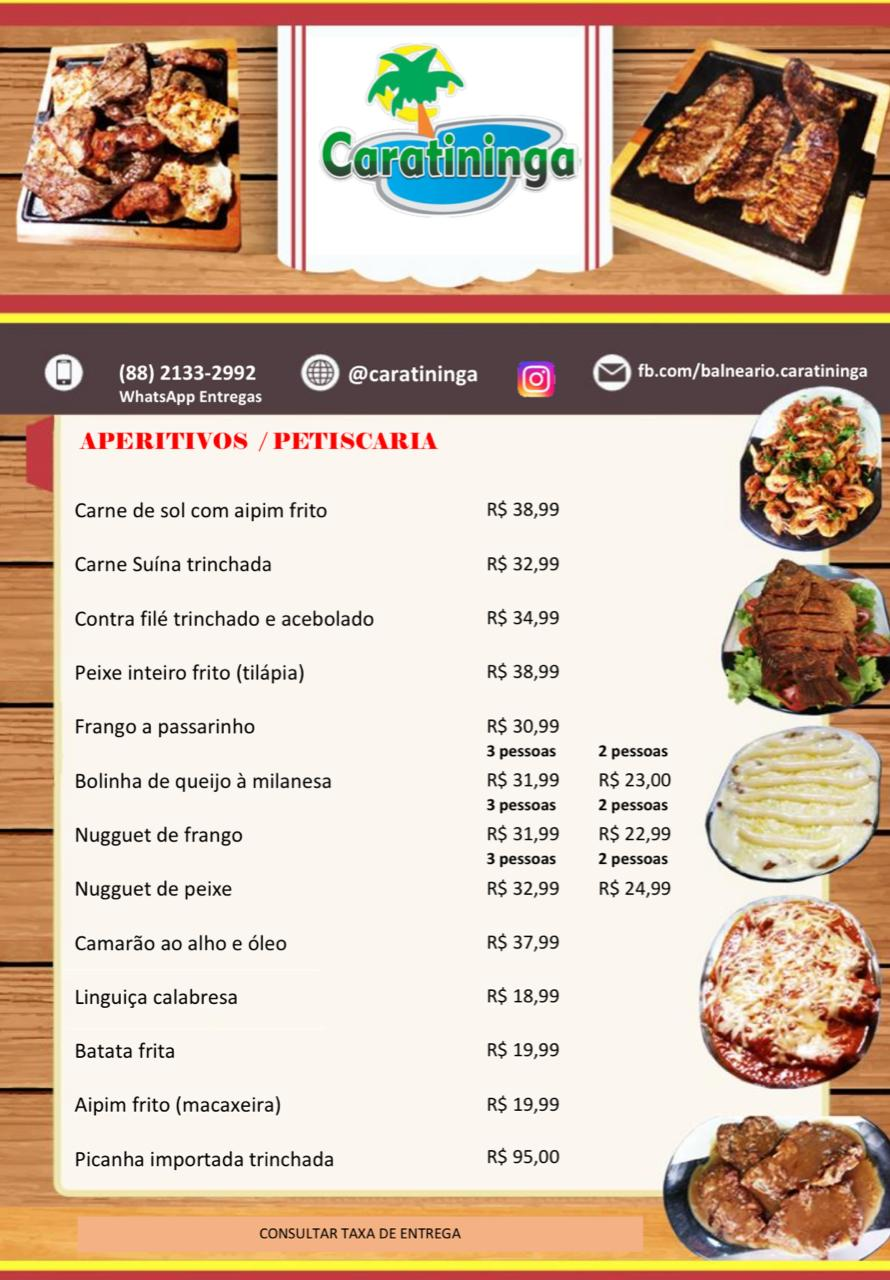 Caratininga
(88) 2133-2992
WhatsApp Entregas
@caratininga
fb.com/balneario.caratininga
APERITIVOS / PETISCARIA
Carne de sol com aipim frito R$ 38,99
Carne Suína trinchada R$ 32,99
Contra filé trinchado e acebolado R$ 34,99
Peixe inteiro frito (tilápia) R$ 38,99
Frango a passarinho R$ 30,99
3 pessoas 2 pessoas
Bolinha de queijo à milanesa R$ 31,99 R$ 23,00
3 pessoas 2 pessoas
Nugguet de frango R$ 31,99 R$ 22,99
3 pessoas 2 pessoas
Nugguet de peixe R$ 32,99 R$ 24,99
Camarão ao alho e óleo R$ 37,99
Linguiça calabresa R$ 18,99
Batata frita R$ 19,99
Aipim frito (macaxeira) R$ 19,99
Picanha importada trinchada R$ 95,00
CONSULTAR TAXA DE ENTREGA